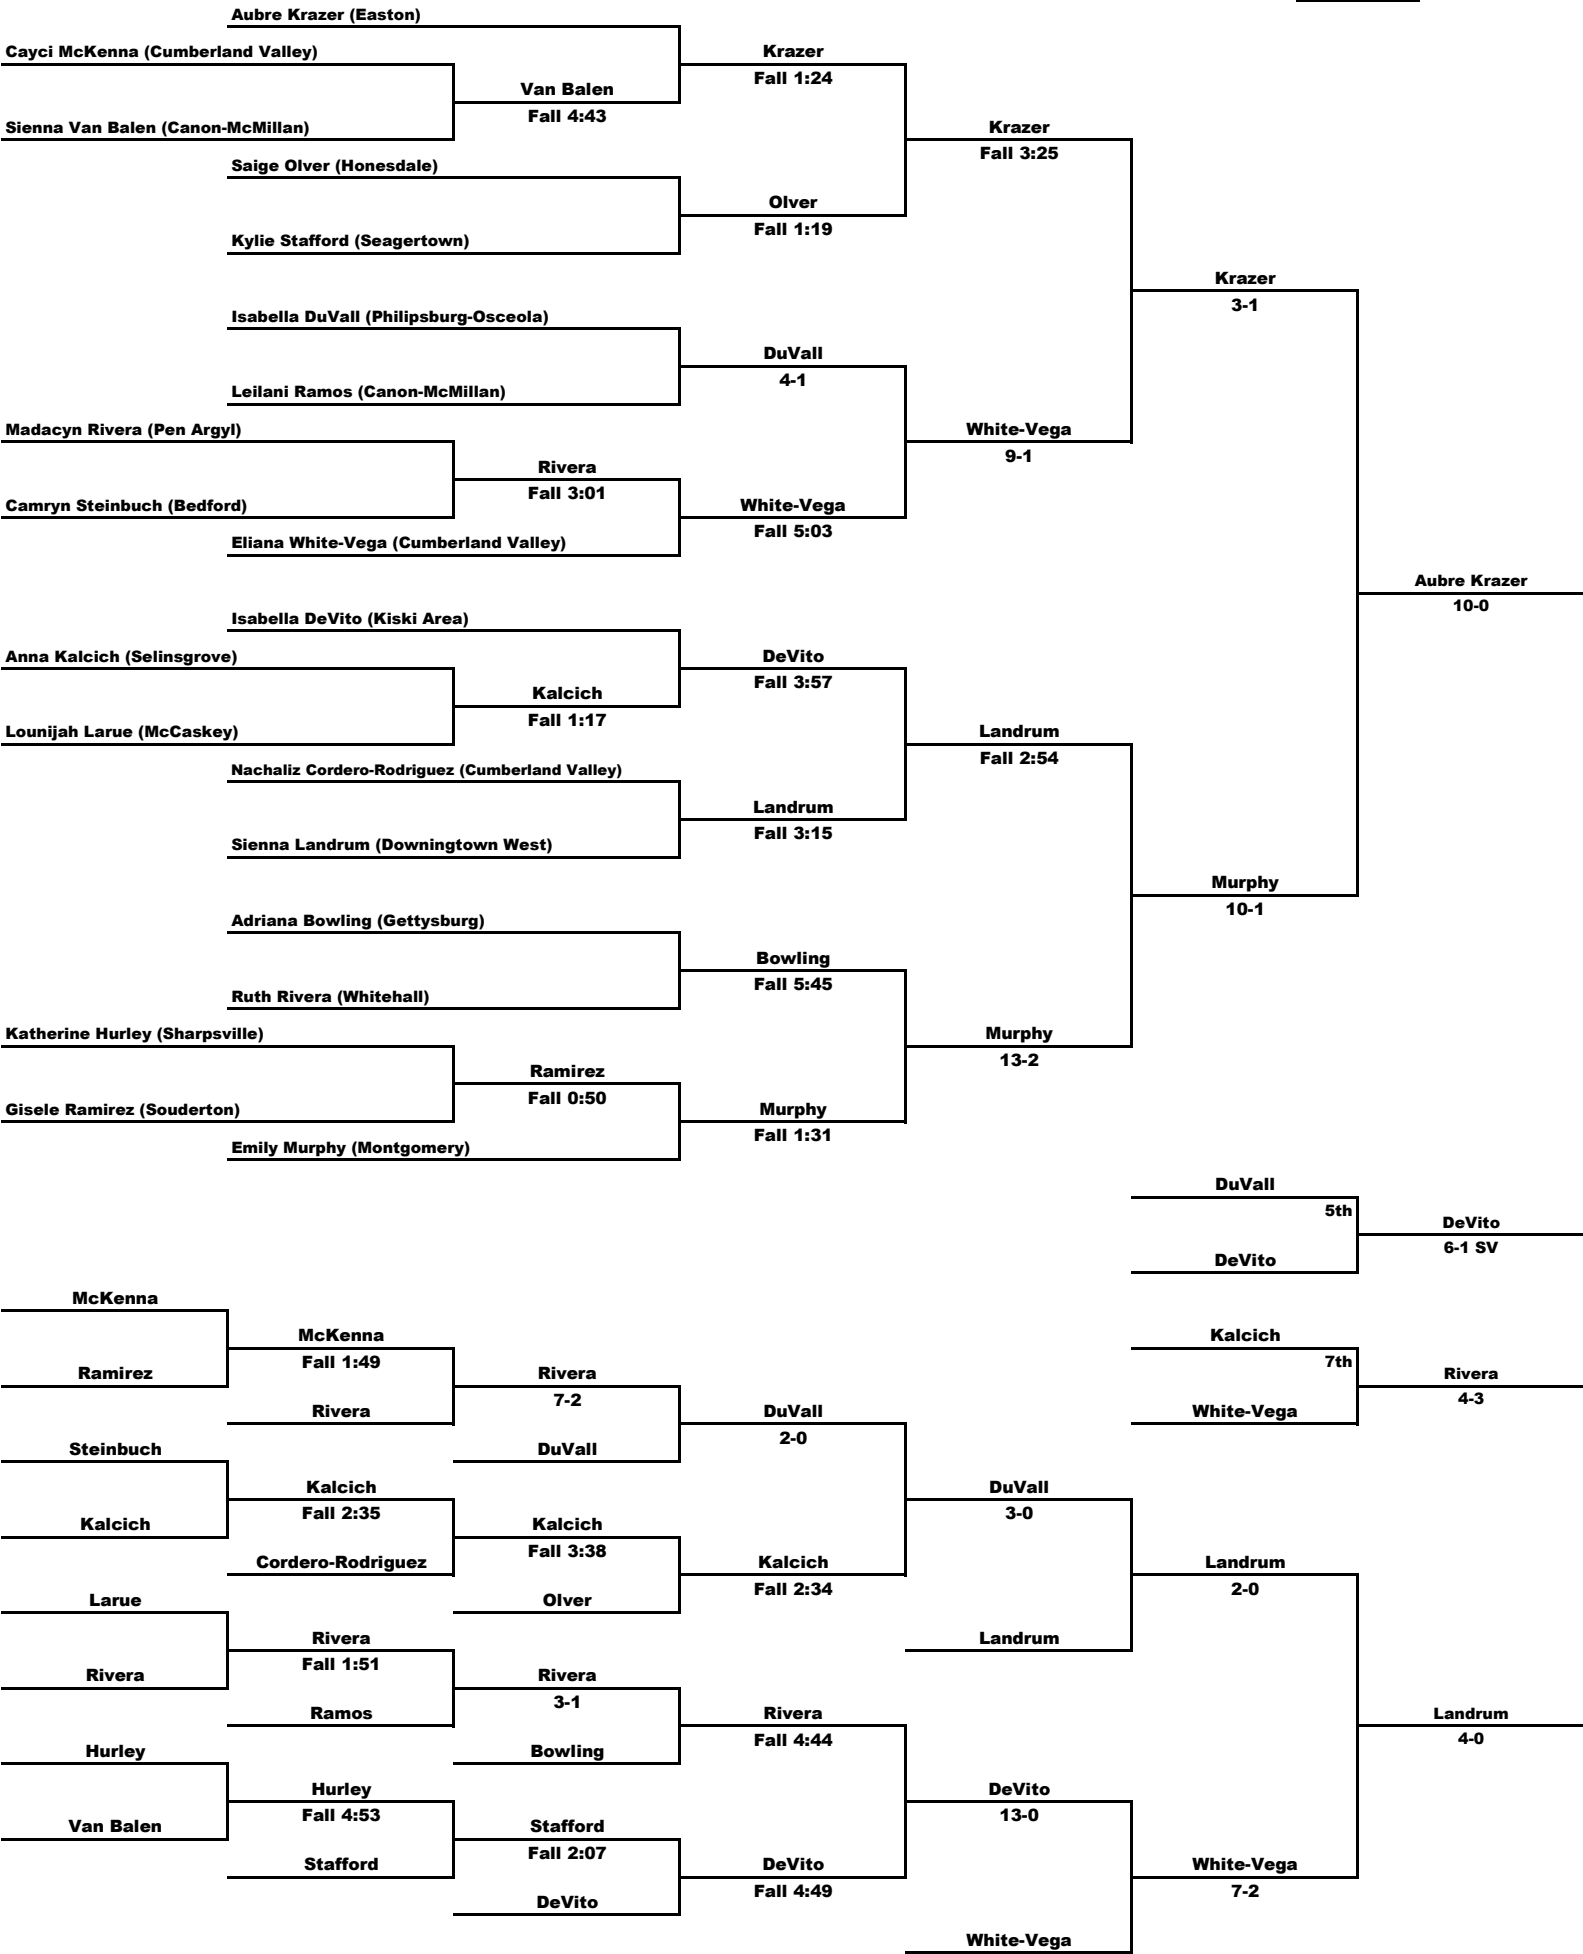 Aubre Krazer (Easton)
Cayci McKenna (Cumberland Valley)
Krazer
Fall 1:24
Van Balen
Fall 4:43
Sienna Van Balen (Canon-McMillan)
Krazer
Fall 3:25
Saige Olver (Honesdale)
Olver
Fall 1:19
Kylie Stafford (Seagertown)
Krazer
3-1
Isabella DuVall (Philipsburg-Osceola)
DuVall
4-1
Leilani Ramos (Canon-McMillan)
Madacyn Rivera (Pen Argyl)
White-Vega
9-1
Rivera
Fall 3:01
Camryn Steinbuch (Bedford)
White-Vega
Fall 5:03
Eliana White-Vega (Cumberland Valley)
Aubre Krazer
10-0
Isabella DeVito (Kiski Area)
Anna Kalcich (Selinsgrove)
DeVito
Fall 3:57
Kalcich
Fall 1:17
Lounijah Larue (McCaskey)
Landrum
Fall 2:54
Nachaliz Cordero-Rodriguez (Cumberland Valley)
Landrum
Fall 3:15
Sienna Landrum (Downingtown West)
Murphy
10-1
Adriana Bowling (Gettysburg)
Bowling
Fall 5:45
Ruth Rivera (Whitehall)
Katherine Hurley (Sharpsville)
Murphy
13-2
Ramirez
Fall 0:50
Gisele Ramirez (Souderton)
Murphy
Fall 1:31
Emily Murphy (Montgomery)
DuVall
5th
DeVito
6-1 SV
DeVito
McKenna
McKenna
Fall 1:49
Kalcich
7th
Ramirez
Rivera
7-2
Rivera
4-3
Rivera
DuVall
2-0
White-Vega
Steinbuch
DuVall
Kalcich
Fall 2:35
DuVall
3-0
Kalcich
Kalcich
Fall 3:38
Cordero-Rodriguez
Kalcich
Fall 2:34
Landrum
2-0
Larue
Olver
Rivera
Fall 1:51
Landrum
Rivera
Rivera
3-1
Ramos
Rivera
Fall 4:44
Landrum
4-0
Hurley
Bowling
Hurley
Fall 4:53
DeVito
13-0
Van Balen
Stafford
Fall 2:07
Stafford
DeVito
Fall 4:49
White-Vega
7-2
DeVito
White-Vega